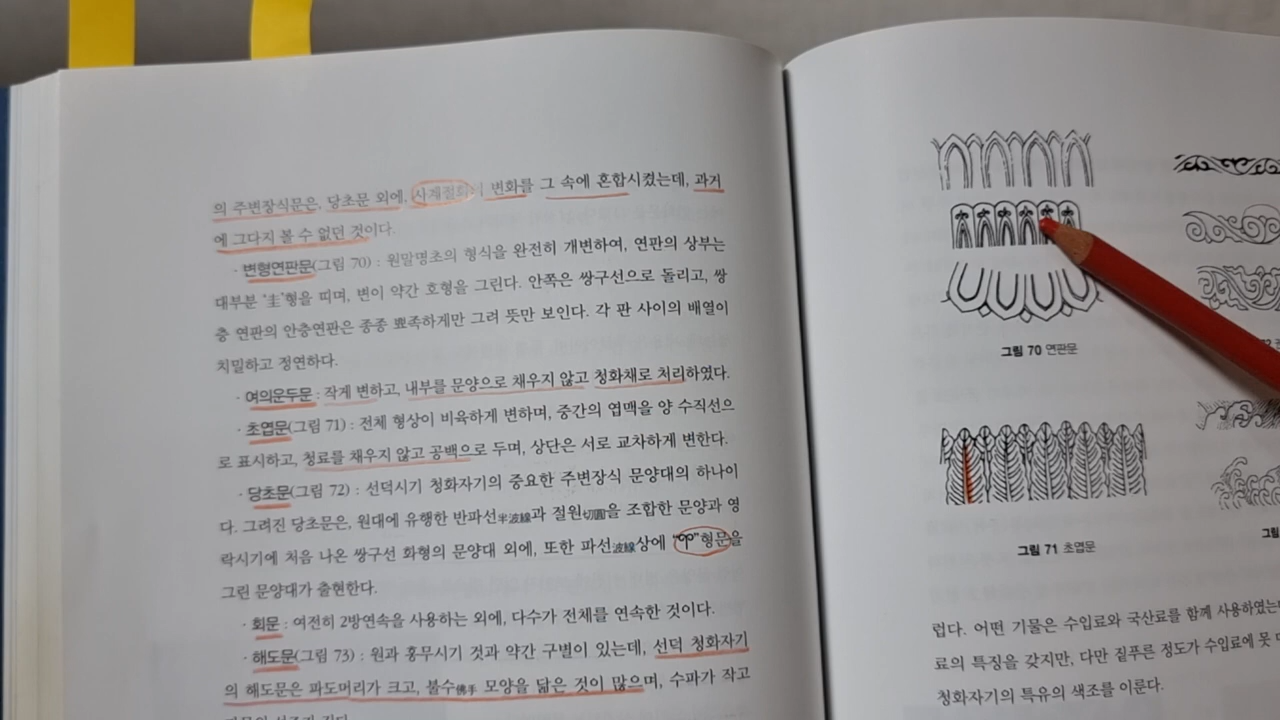 의 주변장식문은, 당초문 외에, 사계절화의 변화를 그 속에 혼합시켰는데, 과거
에 그다지 볼 수 없던 것이다.
· 변형연판문(그림 70) : 원말명초의 형식을 완전히 개변하여, 연판의 상부는
대부분 '圭'형을 띠며, 변이 약간 호형을 그린다. 안쪽은 쌍구선으로 돌리고, 쌍
층 연판의 안층연판은 종종 뾰족하게만 그려 뜻만 보인다. 각 판 사이의 배열이
치밀하고 정연하다.
· 여의운두문 : 작게 변하고, 내부를 문양으로 채우지 않고 청화채로 처리하였다.
· 초엽문(그림 71) : 전체 형상이 비육하게 변하며, 중간의 엽맥을 양 수직선으
로 표시하고, 청료를 채우지 않고 공백으로 두며, 상단은 서로 교차하게 변한다.
· 당초문(그림 72) : 선덕시기 청화자기의 중요한 주변장식 문양대의 하나이
다. 그려진 당초문은, 원대에 유행한 반파선半波線과 절원切圓을 조합한 문양과 영
락시기에 처음 나온 쌍구선 화형의 문양대 외에, 또한 파선波線상에 "" 형문을
그린 문양대가 출현한다.
· 회문 : 여전히 2방연속을 사용하는 외에, 다수가 전체를 연속한 것이다.
· 해도문(그림 73) : 원과 홍무시기 것과 약간 구별이 있는데, 선덕 청화자기
의 해도문은 파도머리가 크고, 불수佛手 모양을 닮은 것이 많으며, 수파가 작고
그림 70 연판문
그림 71 초엽문
럽다. 어떤 기물은 수입료와 국산료를 함께 사용하였는
료의 특징을 갖지만, 다만 짙푸른 정도가 수입료에 못
청화자기의 특유의 색조를 이룬다.